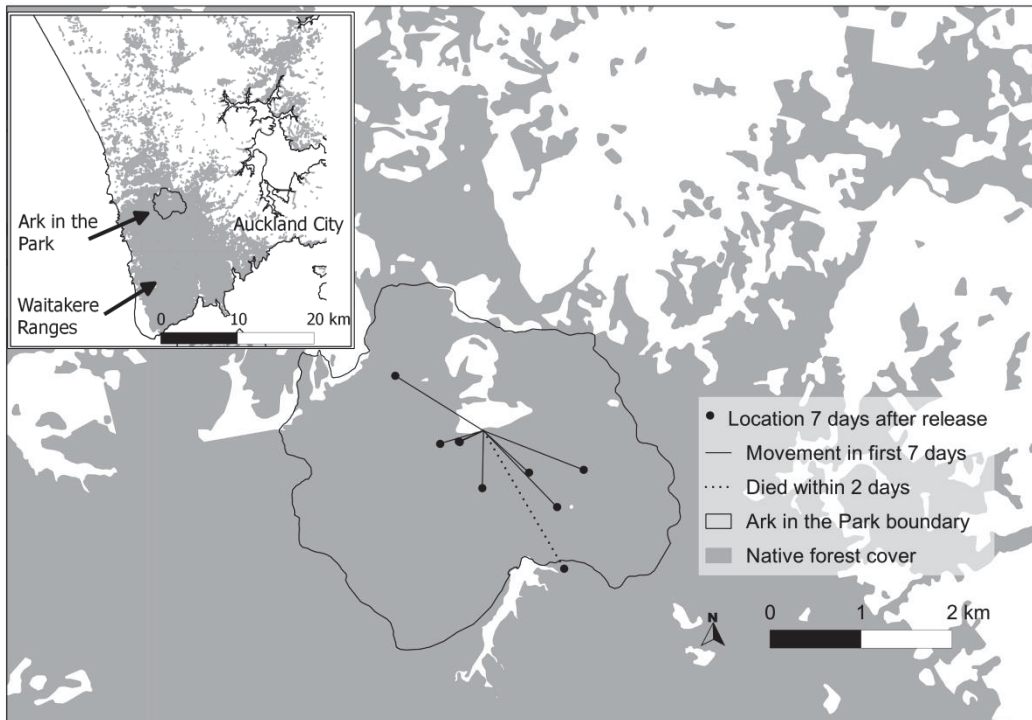 Ark in the
Park
Auckland City
Waitakere
Ranges
0 10 20 km
Location 7 days after release
Movement in first 7 days
Died within 2 days
Ark in the Park boundary
Native forest cover
N
0 1 2 km